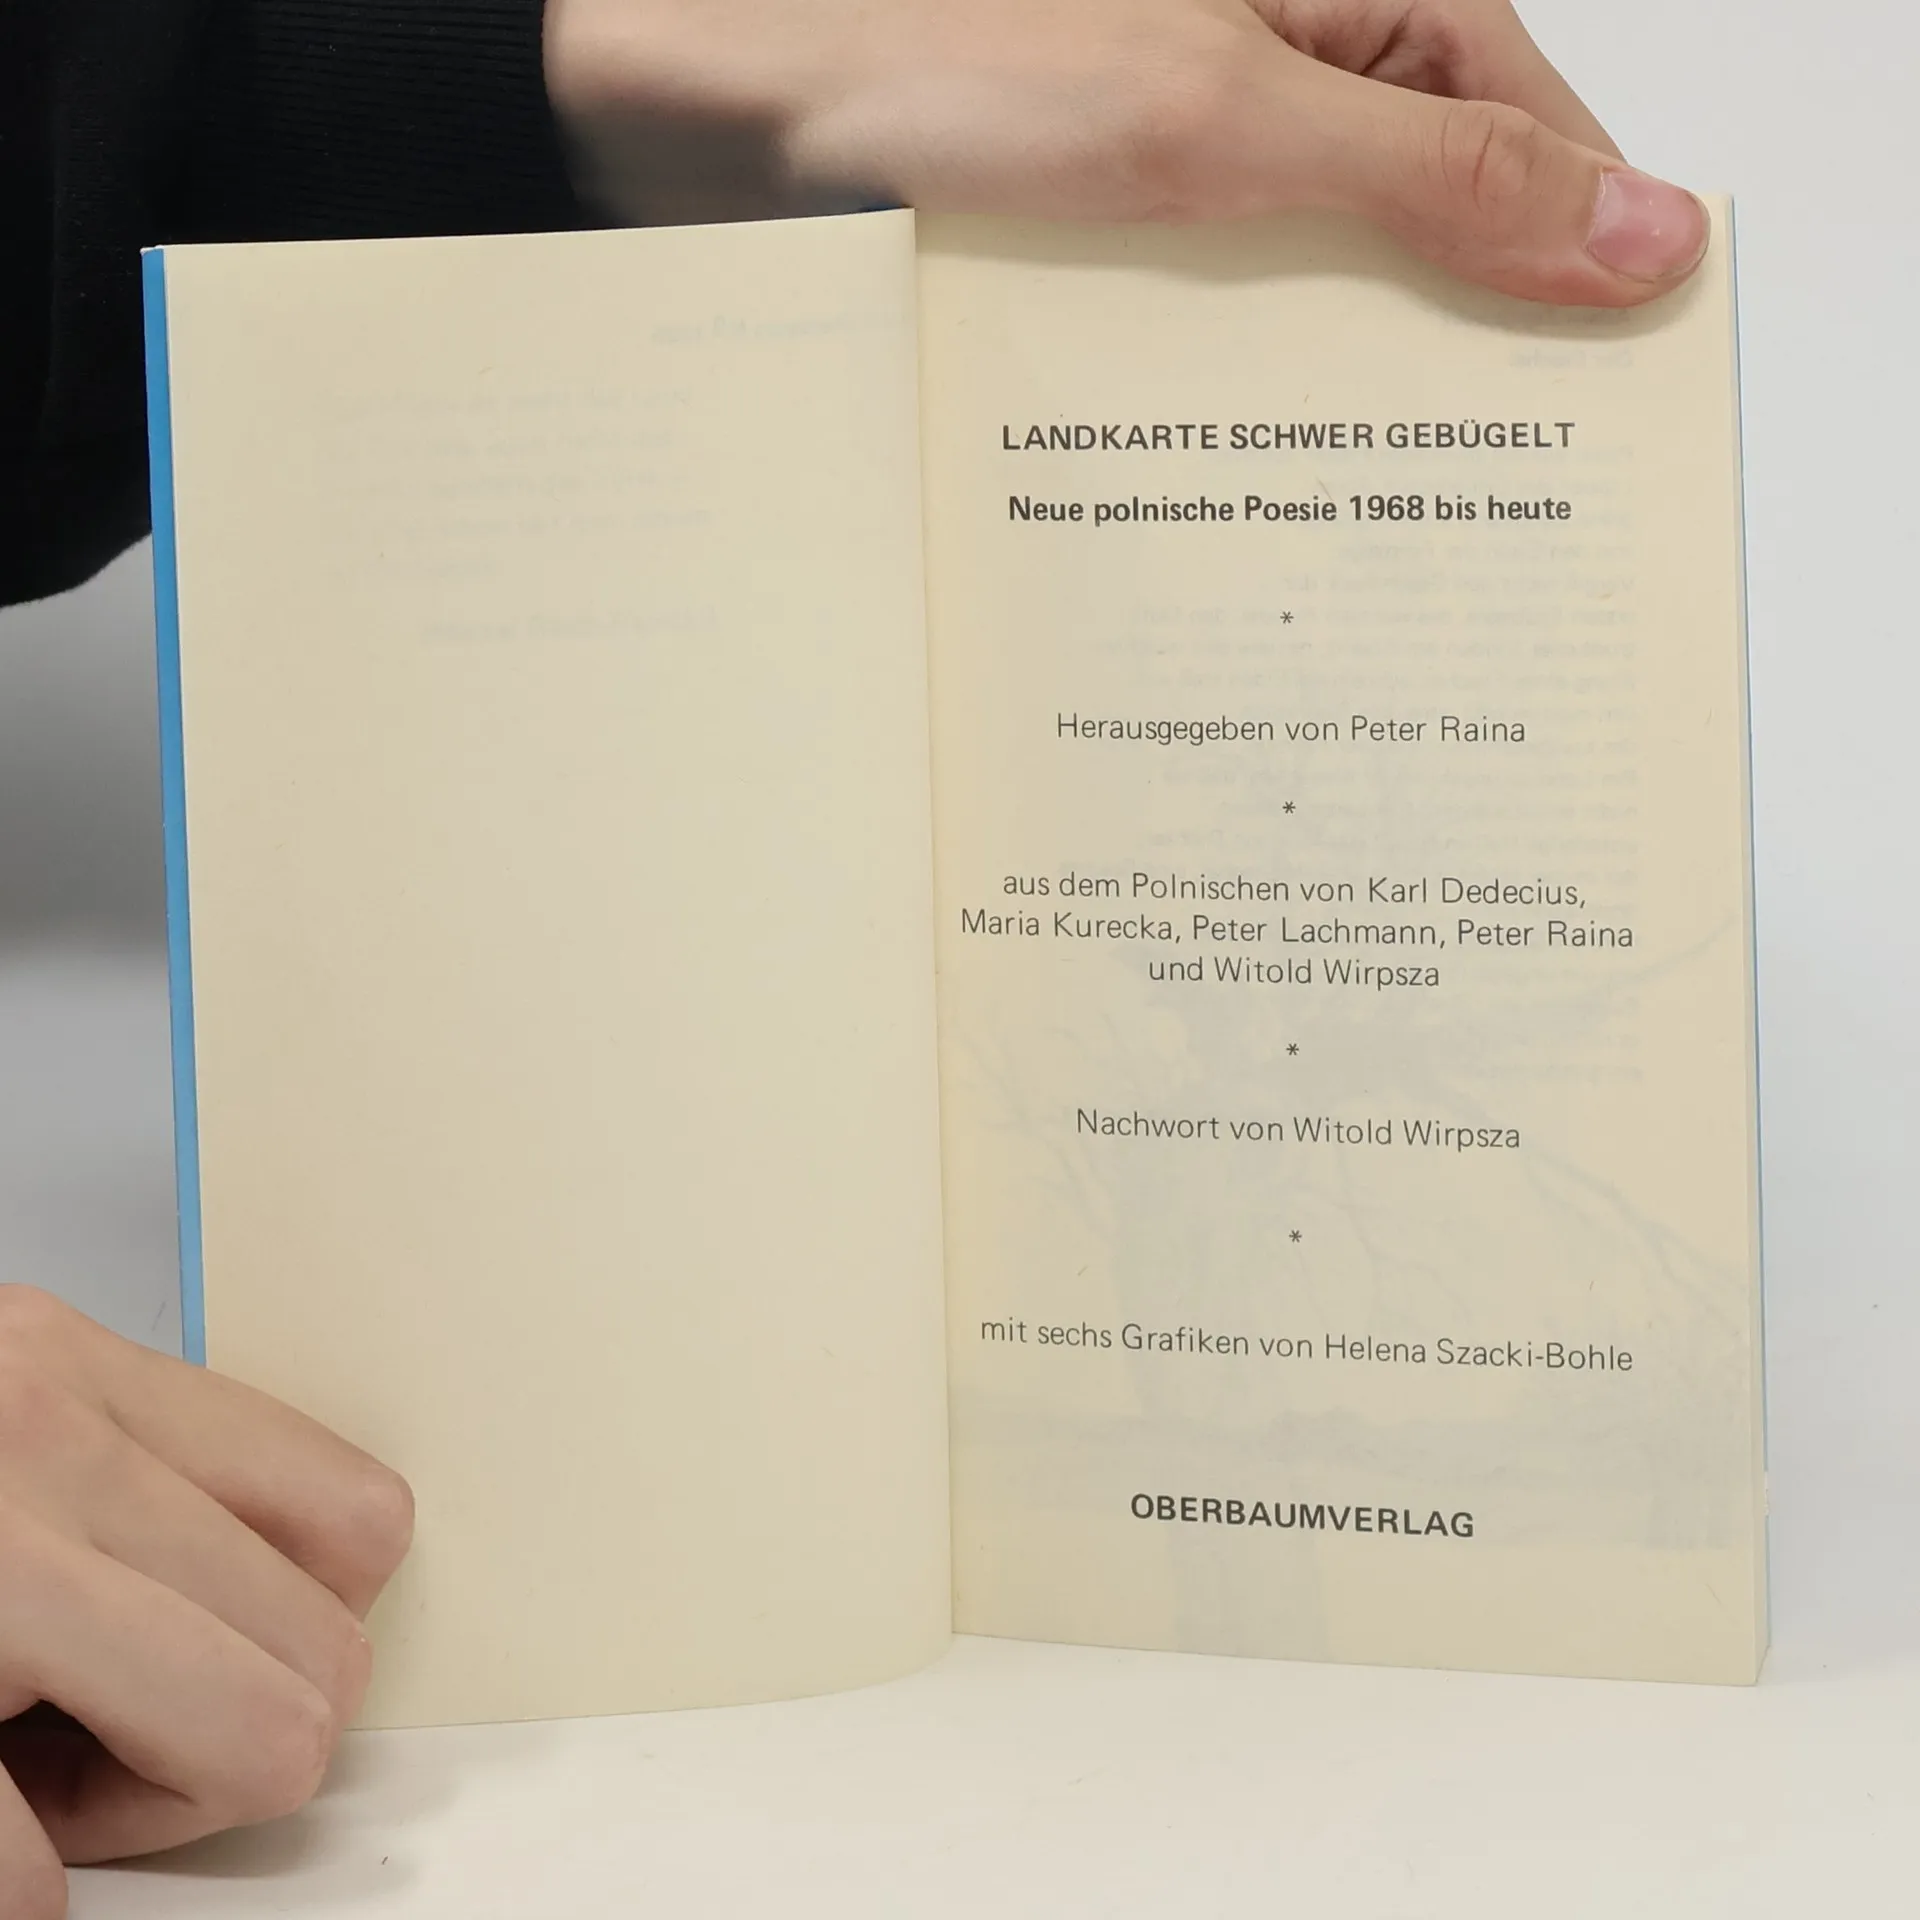 LANDKARTE SCHWER GEBÜGELT
Neue polnische Poesie 1968 bis heute
*
Herausgegeben von Peter Raina
*
aus dem Polnischen von Karl Dedecius,
Maria Kurecka, Peter Lachmann, Peter Raina
und Witold Wirpsza
*
Nachwort von Witold Wirpsza
*
mit sechs Grafiken von Helena Szacki-Bohle
OBERBAUMVERLAG